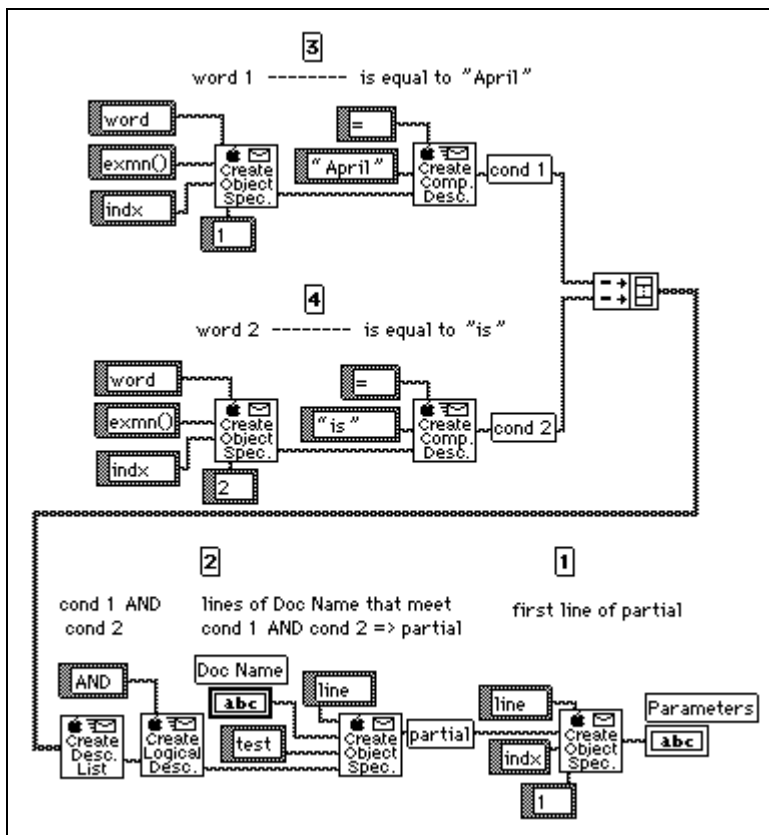 3
word 1 -------- is equal to "April"
word
=
exmn()
"April"
cond 1
Create
Object
Spec.
Create
Comp.
Desc.
indx
1
4
word 2 -------- is equal to "is"
word
=
exmn()
"is"
cond 2
Create
Object
Spec.
Create
Comp.
Desc.
indx
2
2
1
cond 1 AND
cond 2
lines of Doc Name that meet
cond 1 AND cond 2 => partial
first line of partial
AND
Doc Name
abc
line
test
Create
Desc.
List
Create
Logical
Desc.
Create
Object
Spec.
partial
line
indx
1
Create
Object
Spec.
Parameters
abc